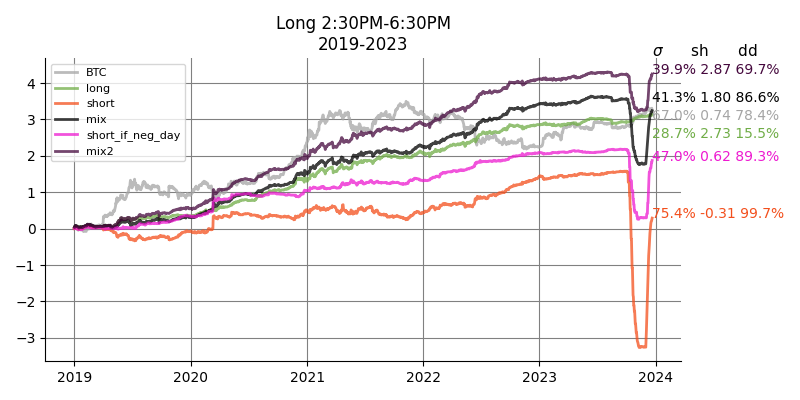 Long 2:30PM-6:30PM
2019-2023
σ sh dd
39.9% 2.87 69.7%
41.3% 1.80 86.6%
67.0% 0.74 78.4%
28.7% 2.73 15.5%
47.0% 0.62 89.3%
75.4% -0.31 99.7%
BTC
long
short
mix
short_if_neg_day
mix2
4
3
2
1
0
−1
−2
−3
2019 2020 2021 2022 2023 2024